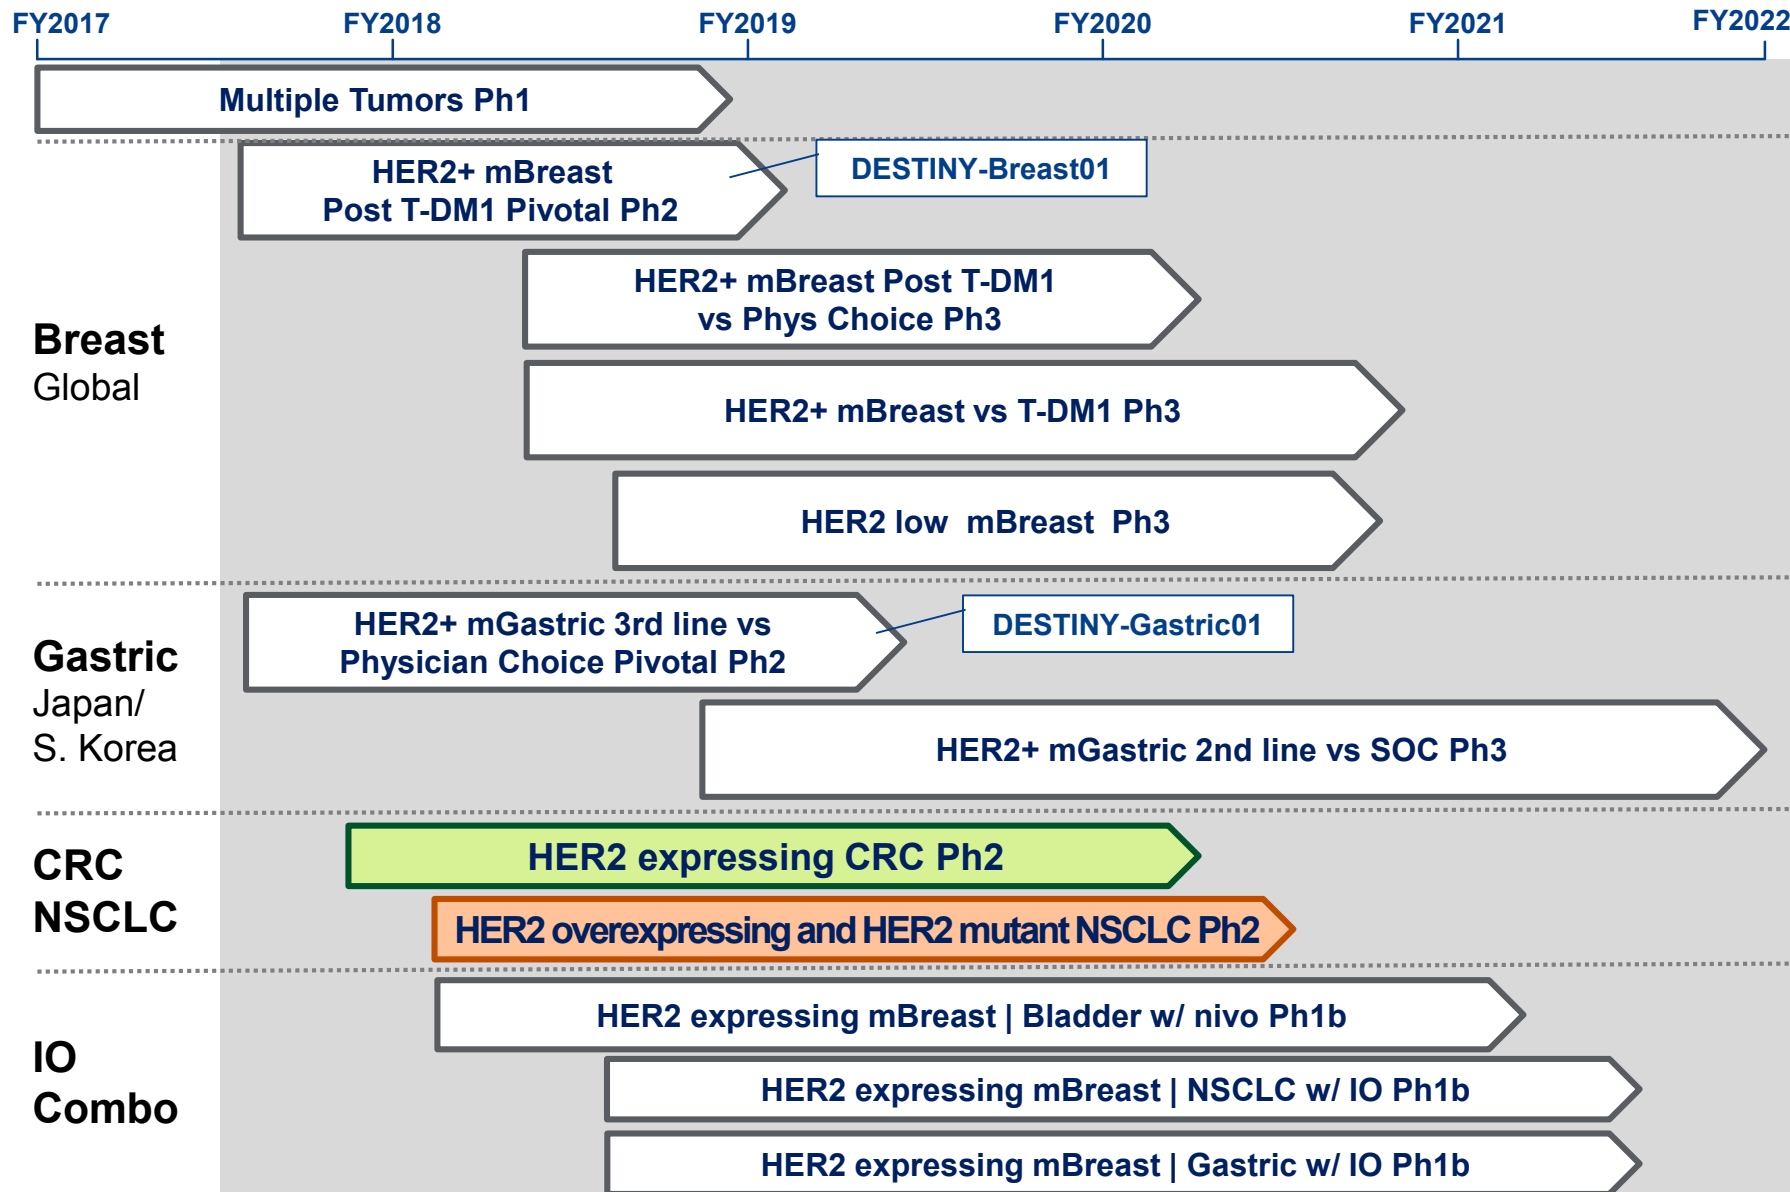 FY2017 FY2018 FY2019 FY2020 FY2021 FY2022
Multiple Tumors Ph1
Breast
Global
HER2+ mBreast
Post T-DM1 Pivotal Ph2
DESTINY-Breast01
HER2+ mBreast Post T-DM1
vs Phys Choice Ph3
HER2+ mBreast vs T-DM1 Ph3
HER2 low mBreast Ph3
Gastric
Japan/
S. Korea
HER2+ mGastric 3rd line vs
Physician Choice Pivotal Ph2
DESTINY-Gastric01
HER2+ mGastric 2nd line vs SOC Ph3
CRC
NSCLC
HER2 expressing CRC Ph2
HER2 overexpressing and HER2 mutant NSCLC Ph2
IO
Combo
HER2 expressing mBreast | Bladder w/ nivo Ph1b
HER2 expressing mBreast | NSCLC w/ IO Ph1b
HER2 expressing mBreast | Gastric w/ IO Ph1b